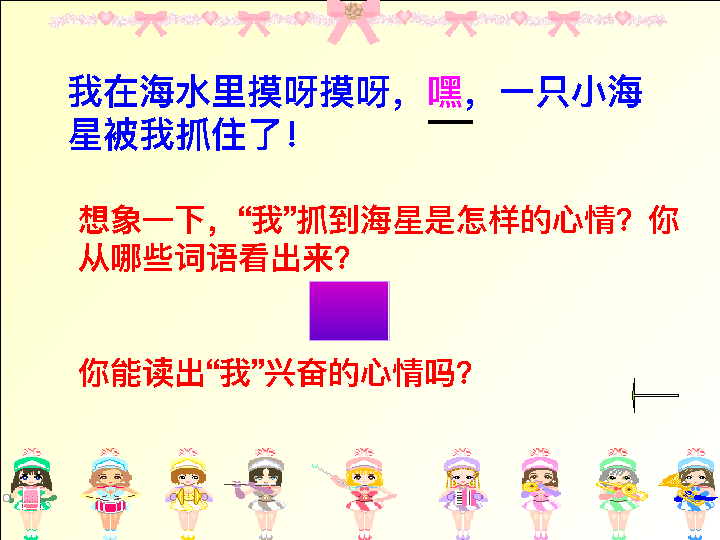 我在海水里摸呀摸呀，嘿，一只小海
星被我抓住了！
想象一下，“我”抓到海星是怎样的心情？你
从哪些词语看出来？
你能读出“我”兴奋的心情吗？